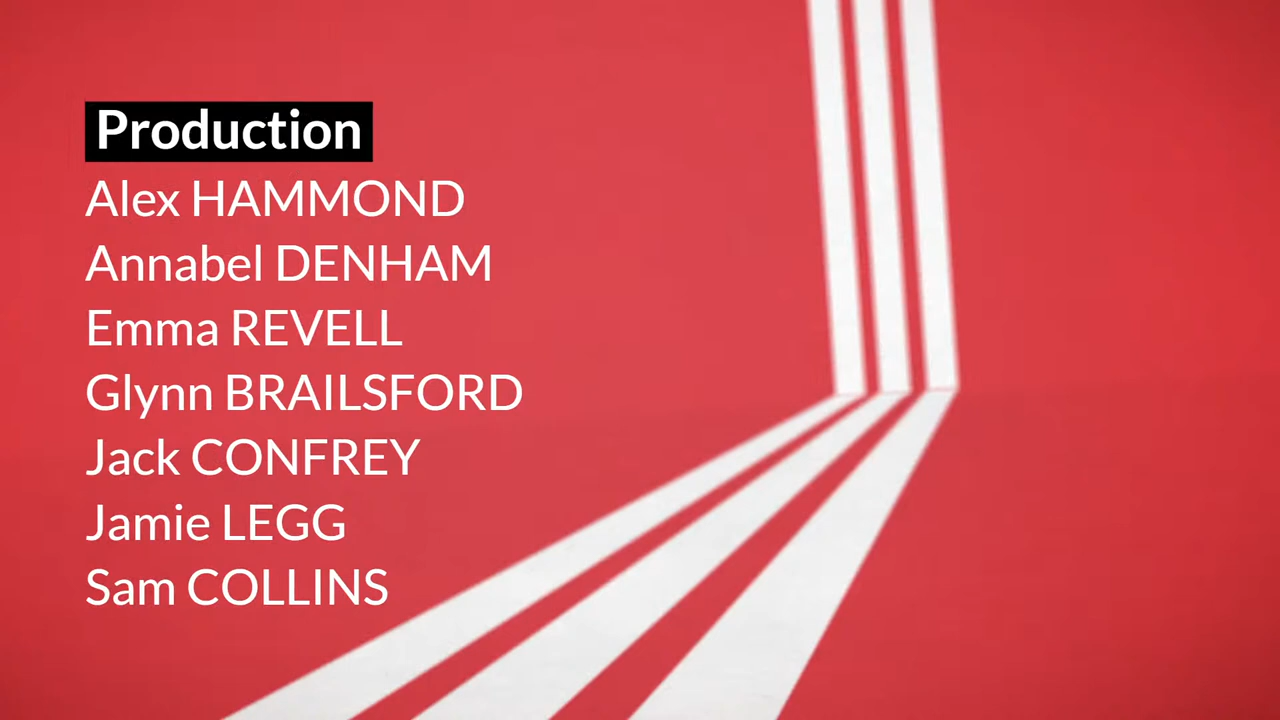 Production
Alex HAMMOND
Annabel DENHAM
Emma REVELL
Glynn BRAILSFORD
Jack CONFREY
Jamie LEGG
Sam COLLINS